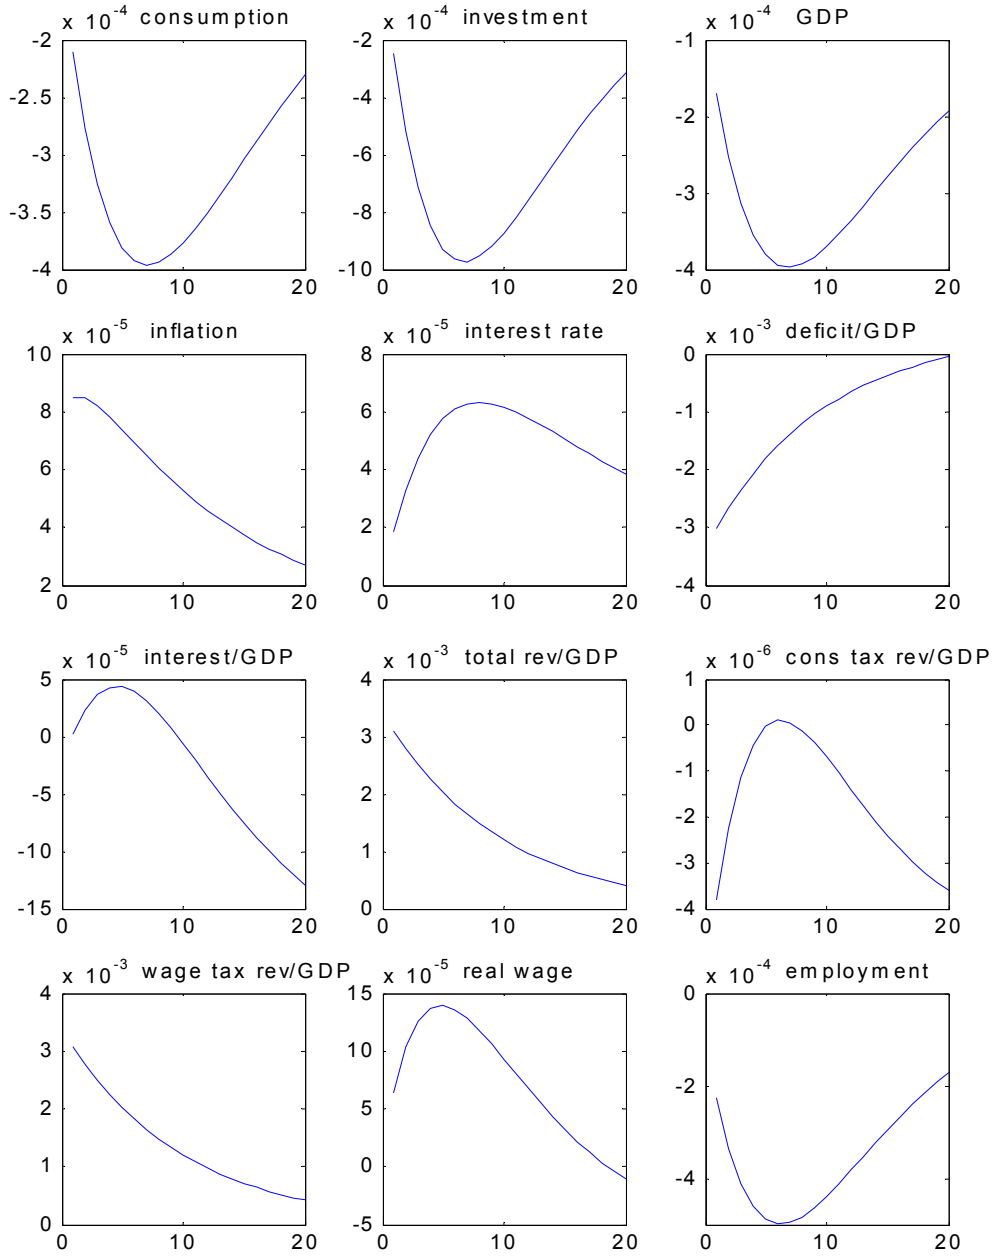 x 10^-4 consumption x 10^-4 investment x 10^-4 GDP
-2 -2 -1
-2.5 -4 -2
-3 -6
-3.5 -8 -3
-4 -10 -4
0 10 20 0 10 20 0 10 20
x 10^-5 inflation x 10^-5 interest rate x 10^-3 deficit/GDP
10 8 0
8 6 -1
6 4 -2
4 2 -3
2 0 -4
0 10 20 0 10 20 0 10 20
x 10^-5 interest/GDP x 10^-3 total rev/GDP x 10^-6 cons tax rev/GDP
5 4 1
0 3 0
-5 2 -1
-10 1 -2
-15 0 -3
-4
0 10 20 0 10 20 0 10 20
x 10^-3 wage tax rev/GDP x 10^-5 real wage x 10^-4 employment
4 15 0
3 10 -2
2 5
1 0 -4
0 -5
0 10 20 0 10 20 0 10 20